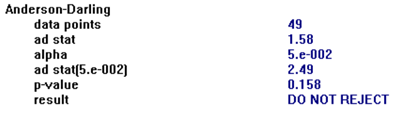 Anderson-Darling
data points 49
ad stat 1.58
alpha 5.e-002
ad stat(5.e-002) 2.49
p-value 0.158
result DO NOT REJECT